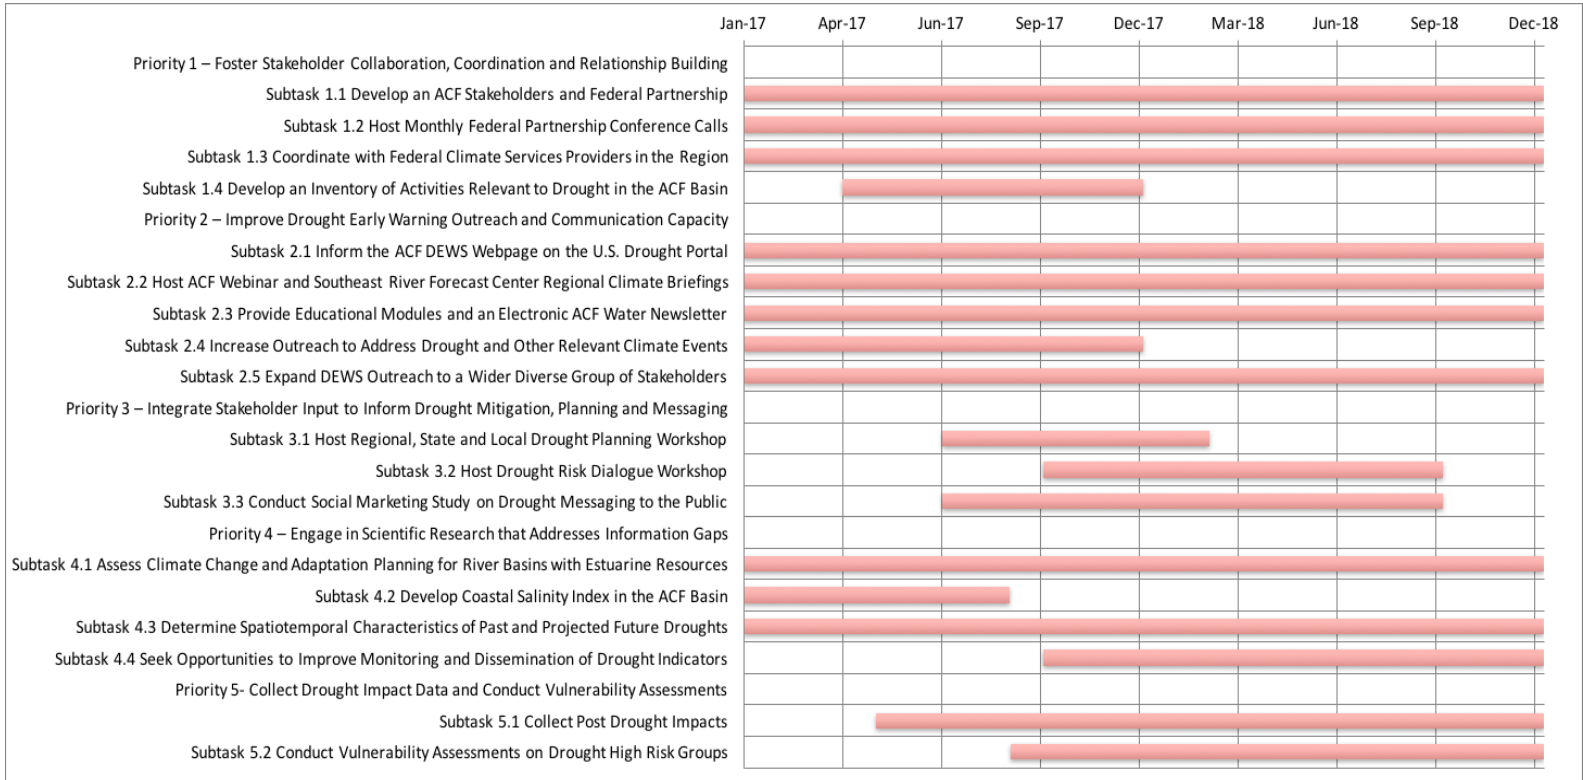 Jan-17 Apr-17 Jun-17 Sep-17 Dec-17 Mar-18 Jun-18 Sep-18 Dec-18
Priority 1 – Foster Stakeholder Collaboration, Coordination and Relationship Building
Subtask 1.1 Develop an ACF Stakeholders and Federal Partnership
Subtask 1.2 Host Monthly Federal Partnership Conference Calls
Subtask 1.3 Coordinate with Federal Climate Services Providers in the Region
Subtask 1.4 Develop an Inventory of Activities Relevant to Drought in the ACF Basin
Priority 2 – Improve Drought Early Warning Outreach and Communication Capacity
Subtask 2.1 Inform the ACF DEWS Webpage on the U.S. Drought Portal
Subtask 2.2 Host ACF Webinar and Southeast River Forecast Center Regional Climate Briefings
Subtask 2.3 Provide Educational Modules and an Electronic ACF Water Newsletter
Subtask 2.4 Increase Outreach to Address Drought and Other Relevant Climate Events
Subtask 2.5 Expand DEWS Outreach to a Wider Diverse Group of Stakeholders
Priority 3 – Integrate Stakeholder Input to Inform Drought Mitigation, Planning and Messaging
Subtask 3.1 Host Regional, State and Local Drought Planning Workshop
Subtask 3.2 Host Drought Risk Dialogue Workshop
Subtask 3.3 Conduct Social Marketing Study on Drought Messaging to the Public
Priority 4 – Engage in Scientific Research that Addresses Information Gaps
Subtask 4.1 Assess Climate Change and Adaptation Planning for River Basins with Estuarine Resources
Subtask 4.2 Develop Coastal Salinity Index in the ACF Basin
Subtask 4.3 Determine Spatiotemporal Characteristics of Past and Projected Future Droughts
Subtask 4.4 Seek Opportunities to Improve Monitoring and Dissemination of Drought Indicators
Priority 5- Collect Drought Impact Data and Conduct Vulnerability Assessments
Subtask 5.1 Collect Post Drought Impacts
Subtask 5.2 Conduct Vulnerability Assessments on Drought High Risk Groups